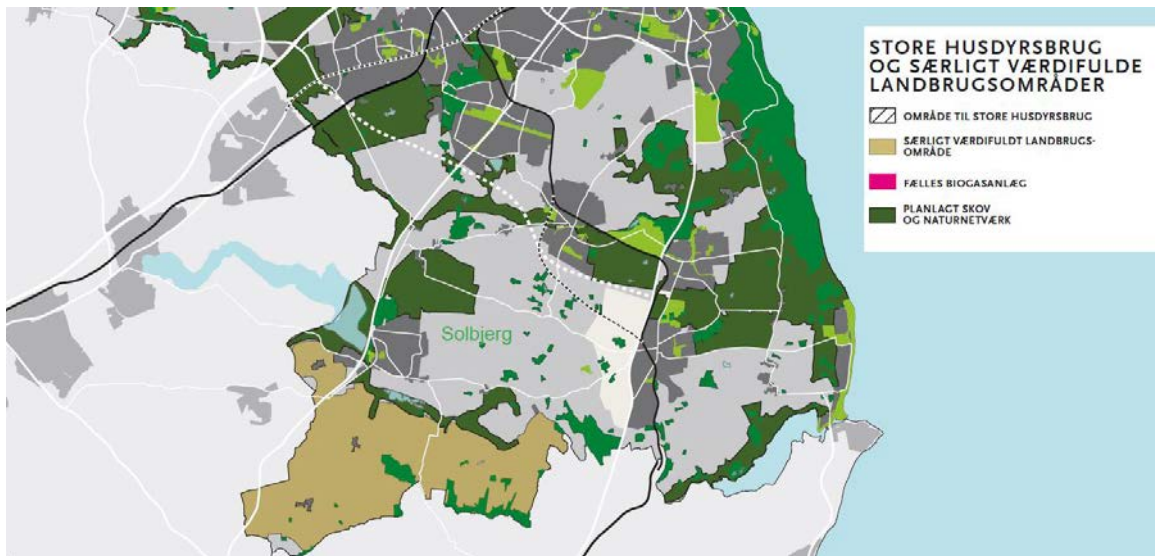 STORE HUSDYRSBRUG
OG SÆRLIGT VÆRDIFULDE
LANDBRUGSOMRÅDER
OMRÅDE TIL STORE HUSDYRSBRUG
SÆRLIGT VÆRDIFULDT LANDBRUGS-
OMRÅDE
FÆLLES BIOGASANLÆG
PLANLAGT SKOV
OG NATURNETVÆRK
Solbjerg